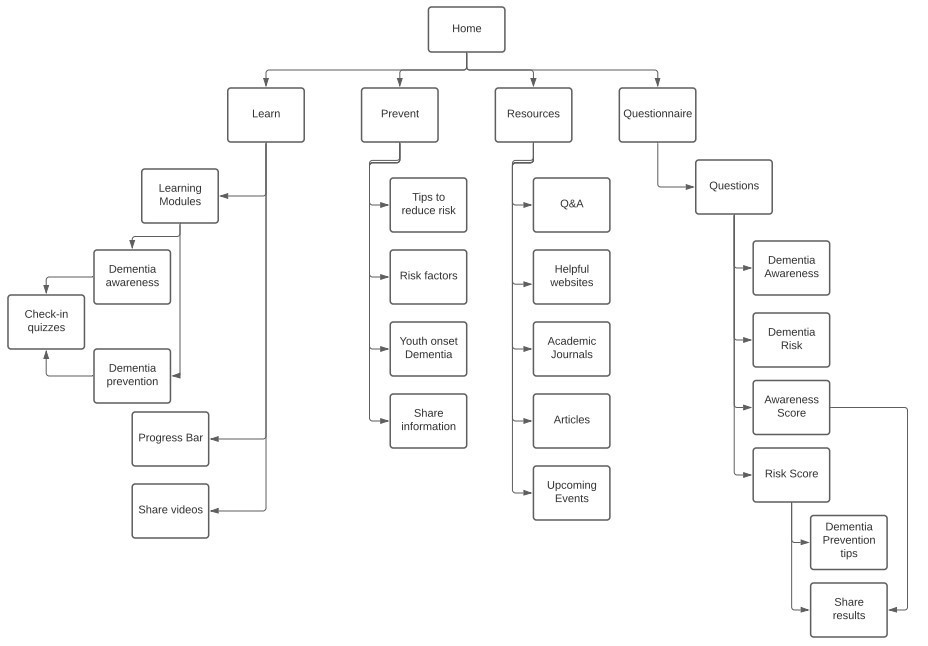 Home
Learn
Prevent
Resources
Questionnaire
Learning
Modules
Dementia
awareness
Check-in
quizzes
Dementia
prevention
Progress Bar
Share videos
Tips to
reduce risk
Risk factors
Youth onset
Dementia
Share
information
Q&A
Helpful
websites
Academic
Journals
Articles
Upcoming
Events
Questions
Dementia
Awareness
Dementia
Risk
Awareness
Score
Risk Score
Dementia
Prevention
tips
Share
results